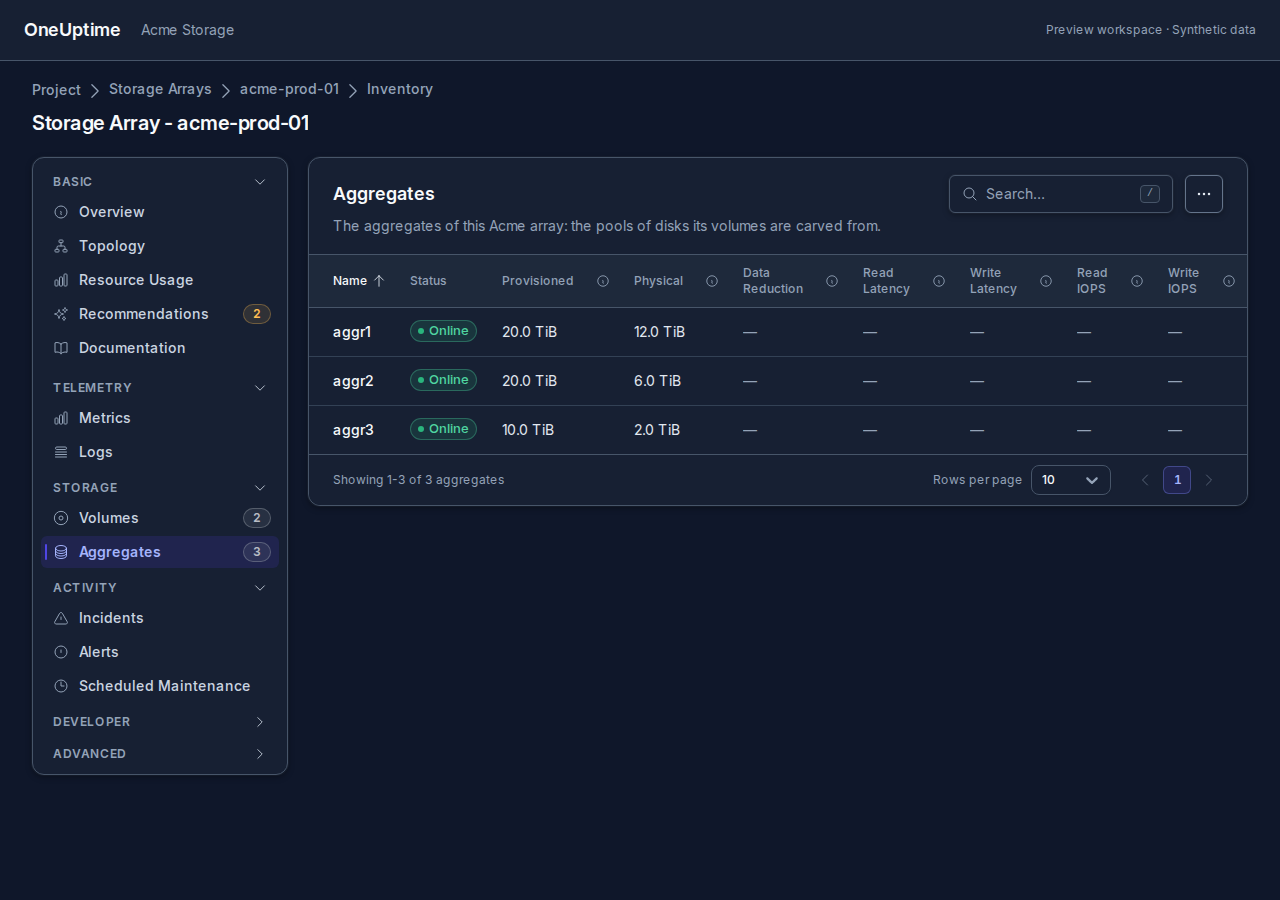 OneUptime Acme Storage Preview workspace · Synthetic data
Project Storage Arrays acme-prod-01 Inventory
Storage Array - acme-prod-01
BASIC
Overview
Topology
Resource Usage
Recommendations 2
Documentation
TELEMETRY
Metrics
Logs
STORAGE
Volumes 2
Aggregates 3
ACTIVITY
Incidents
Alerts
Scheduled Maintenance
DEVELOPER
ADVANCED
Aggregates
Search... /
The aggregates of this Acme array: the pools of disks its volumes are carved from.
Name Status Provisioned Physical Data Reduction Read Latency Write Latency Read IOPS Write IOPS
aggr1 Online 20.0 TiB 12.0 TiB — — — — —
aggr2 Online 20.0 TiB 6.0 TiB — — — — —
aggr3 Online 10.0 TiB 2.0 TiB — — — — —
Showing 1-3 of 3 aggregates Rows per page 10 1